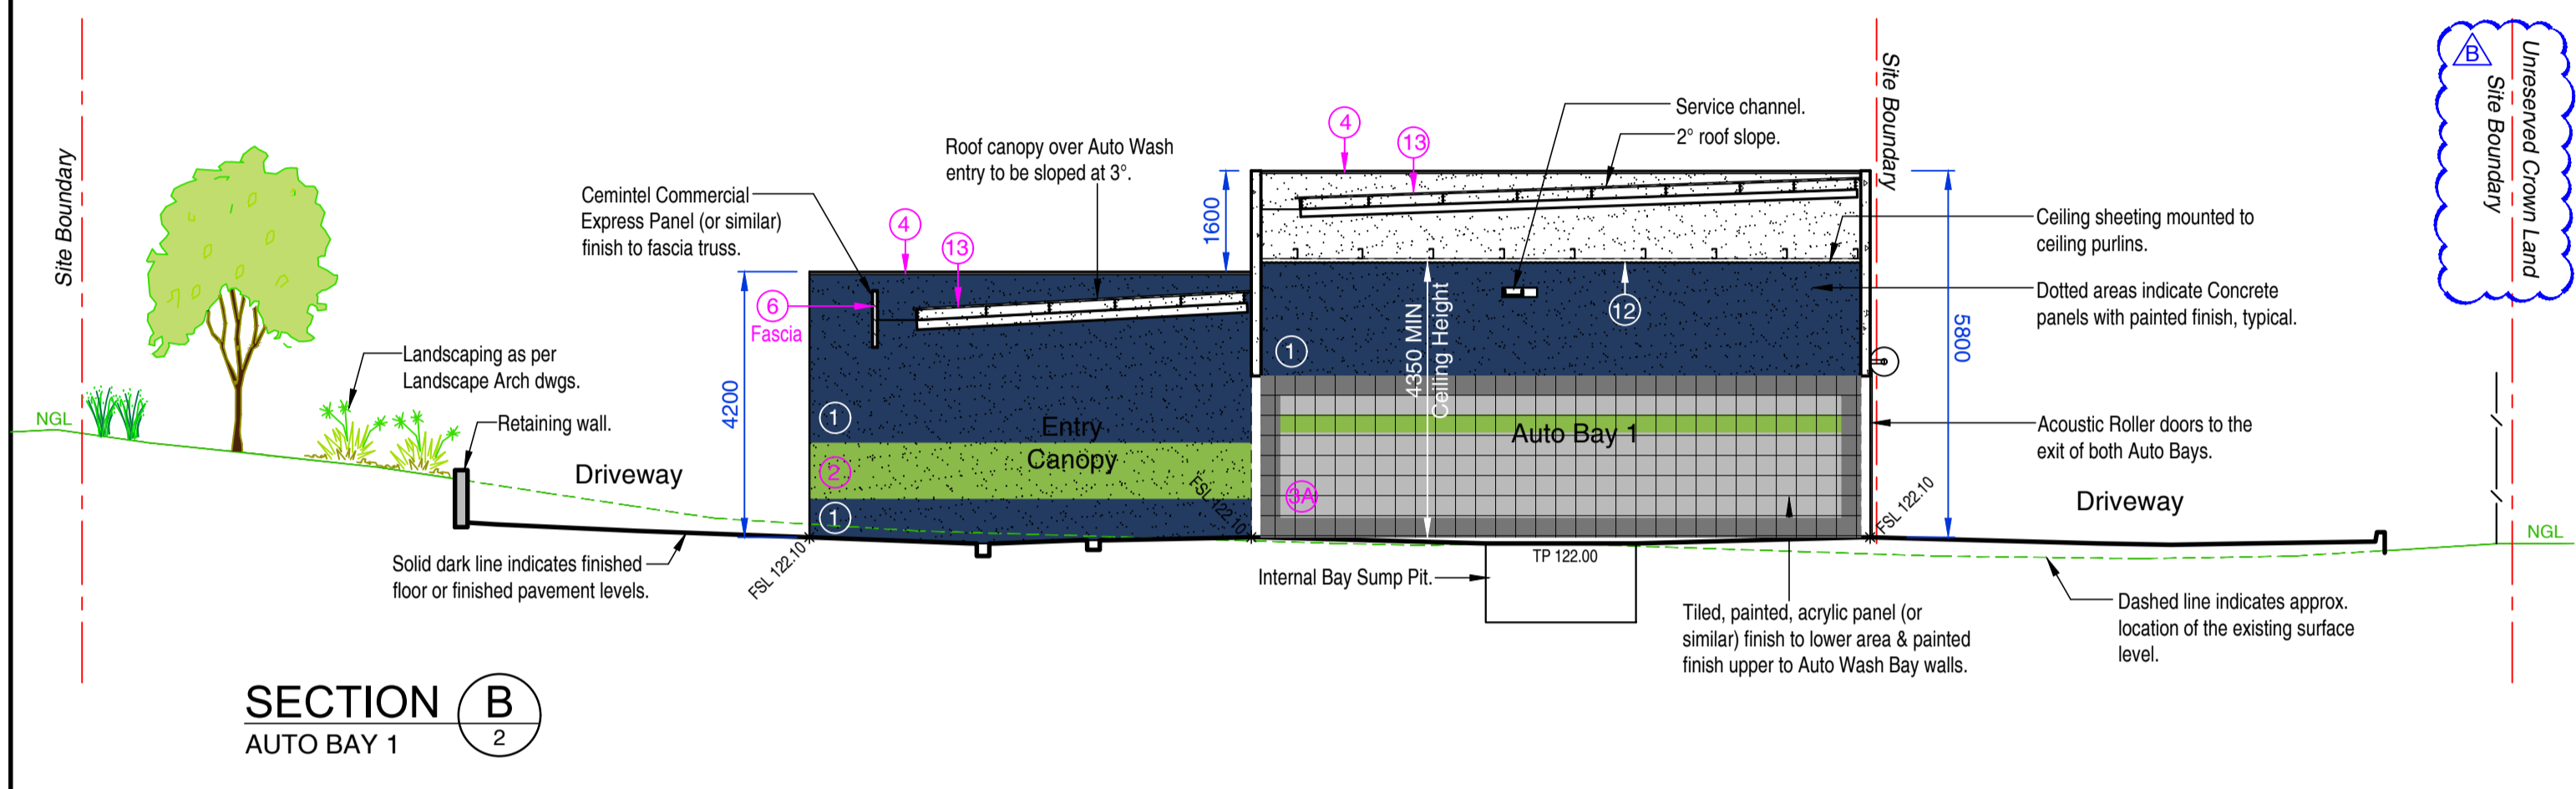 Site Boundary
NGL
Landscaping as per
Landscape Arch dwgs.
Retaining wall.
Driveway
Solid dark line indicates finished
floor or finished pavement levels.
Cemintel Commercial
Express Panel (or similar)
finish to fascia truss.
6
Fascia
4200
4
13
Roof canopy over Auto Wash
entry to be sloped at 3°.
1
2
1
Entry
Canopy
FSL 122.10
FSL 122.10
1600
4
13
Service channel.
2° roof slope.
12
1
4350 MIN
Ceiling Height
Auto Bay 1
3A
TP 122.00
Internal Bay Sump Pit.
Tiled, painted, acrylic panel (or
similar) finish to lower area & painted
finish upper to Auto Wash Bay walls.
Site Boundary
5800
FSL 122.10
Ceiling sheeting mounted to
ceiling purlins.
Dotted areas indicate Concrete
panels with painted finish, typical.
Acoustic Roller doors to the
exit of both Auto Bays.
Driveway
Dashed line indicates approx.
location of the existing surface
level.
B
Unreserved Crown Land
Site Boundary
NGL
SECTION
B
2
AUTO BAY 1